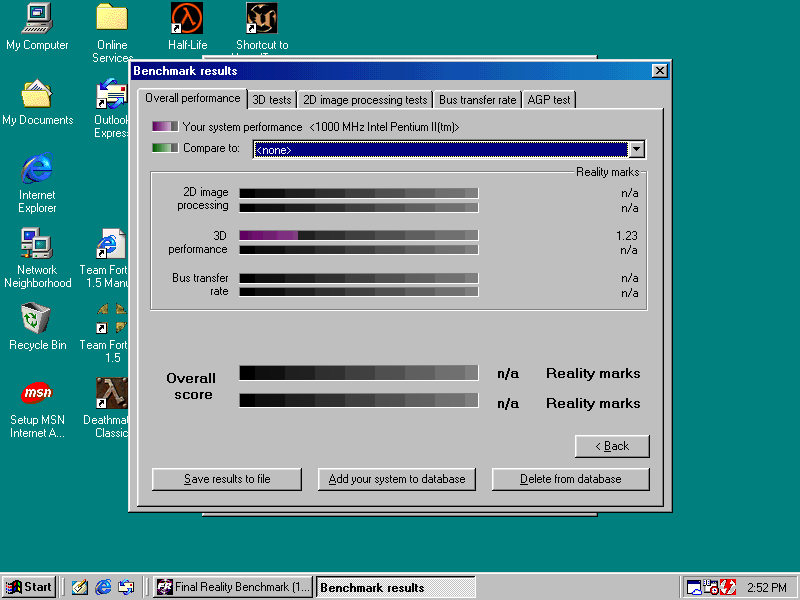 My Computer
Online
Services
Half-Life
Shortcut to
Benchmark results
Overall performance
3D tests
2D image processing tests
Bus transfer rate
AGP test
Your system performance <1000 MHz Intel Pentium II(tm)>
Compare to:
<none>
Reality marks
2D image
processing
n/a
n/a
3D
performance
1.23
n/a
Bus transfer
rate
n/a
n/a
Overall
score
n/a Reality marks
n/a Reality marks
< Back
Save results to file
Add your system to database
Delete from database
My Documents
Outlook
Expres
Internet
Explorer
Network
Neighborhood
Team Fort
1.5 Manu
Recycle Bin
Team Fort
1.5
msn
Setup MSN
Internet A...
Deathmat
Classic
Start
FR
Final Reality Benchmark (1...
Benchmark results
2:52 PM